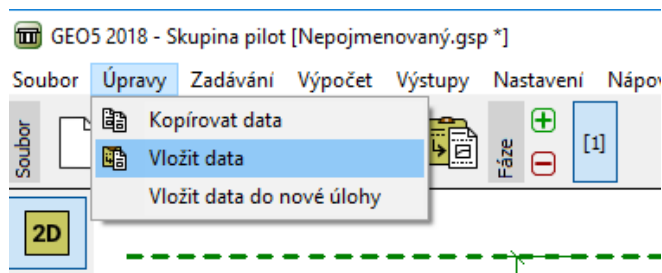 GEO5 2018 - Skupina pilot [Nepojmenovaný.gsp *]
Soubor Úpravy Zadávání Výpočet Výstupy Nastavení
Soubor
Kopírovat data
Vložit data
Vložit data do nové úlohy
Fáze
[1]
2D